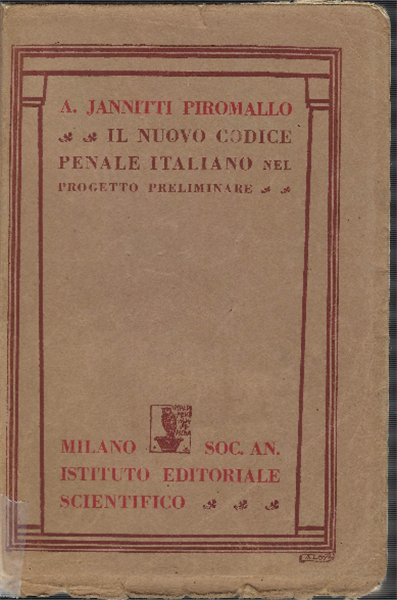 A. JANNITTI PIROMALLO
IL NUOVO CODICE
PENALE ITALIANO NEL
PROGETTO PRELIMINARE
MILANO SOC. AN.
ISTITUTO EDITORIALE
SCIENTIFICO